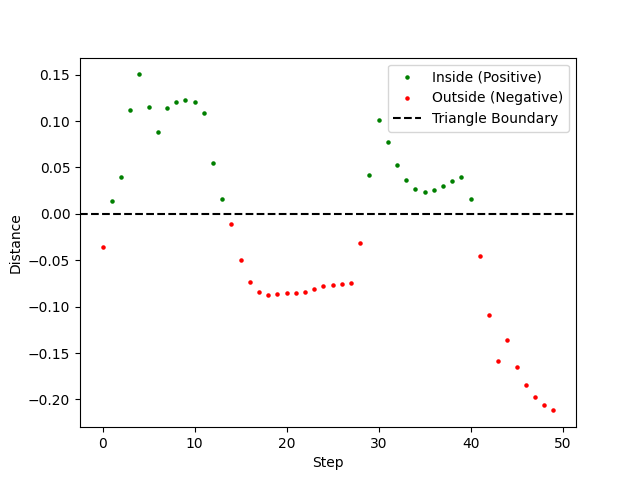 Inside (Positive)
Outside (Negative)
Triangle Boundary
0.15
0.10
0.05
0.00
−0.05
−0.10
−0.15
−0.20
Distance
0 10 20 30 40 50
Step